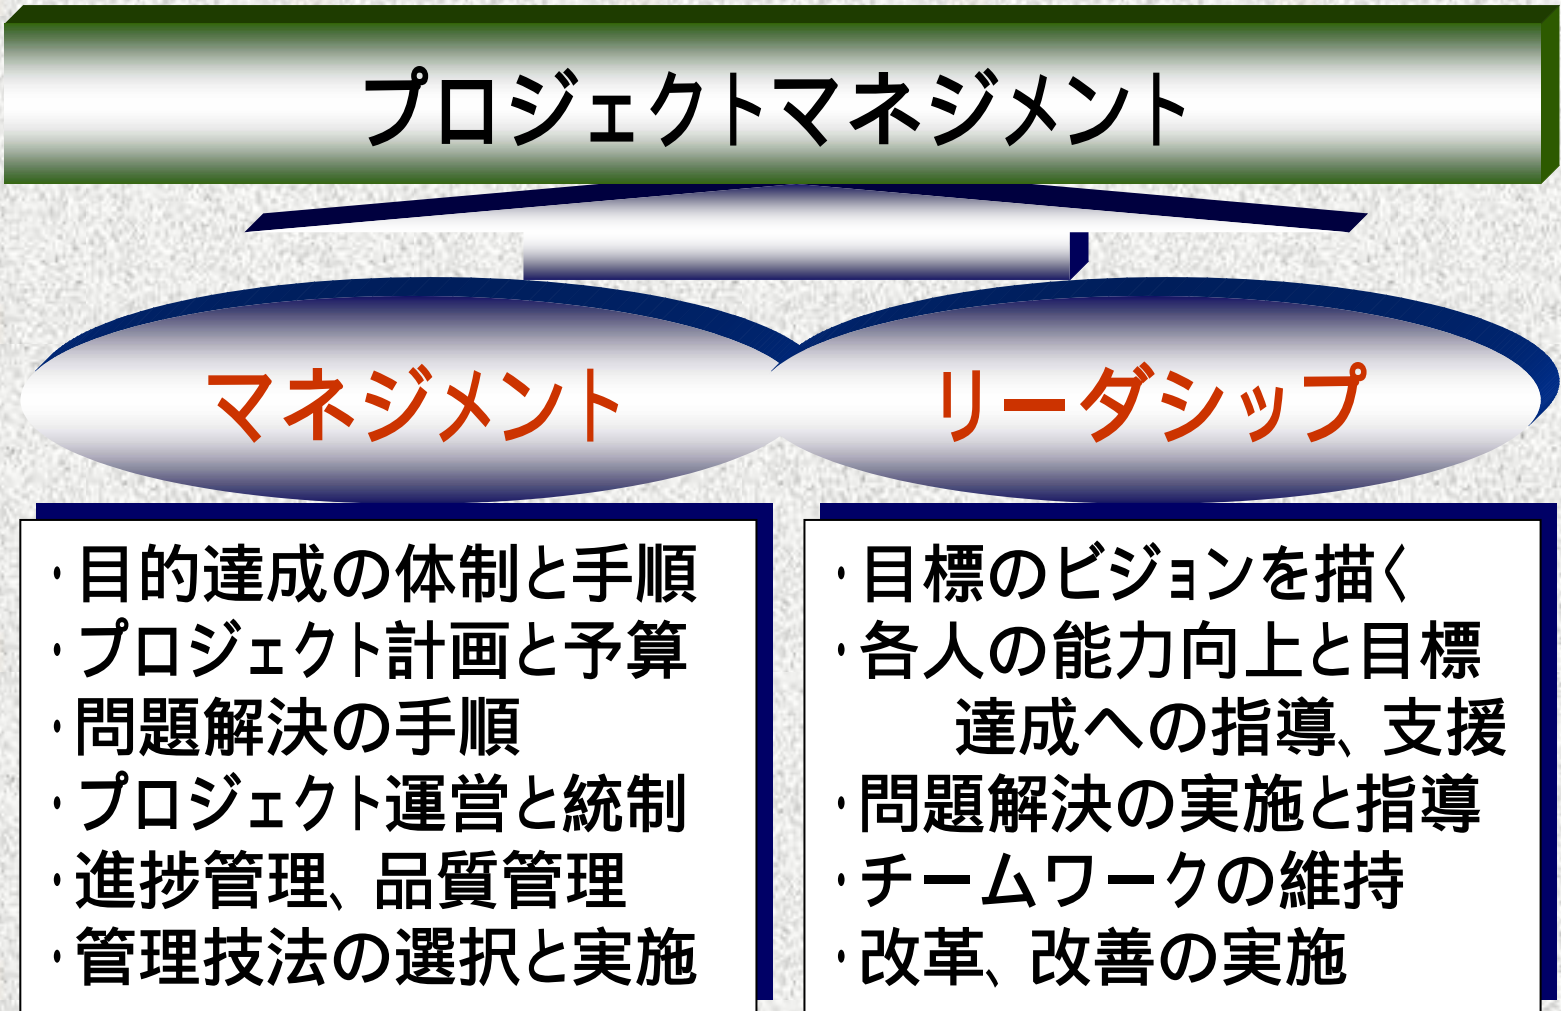 プロジェクトマネジメント
マネジメント
リーダシップ
・目的達成の体制と手順
・プロジェクト計画と予算
・問題解決の手順
・プロジェクト運営と統制
・進捗管理、品質管理
・管理技法の選択と実施
・目標のビジョンを描く
・各人の能力向上と目標
達成への指導、支援
・問題解決の実施と指導
・チームワークの維持
・改革、改善の実施